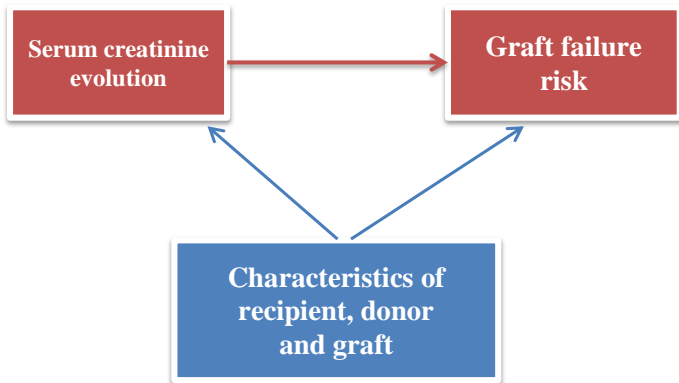 Serum creatinine
evolution
Graft failure
risk
Characteristics of
recipient, donor
and graft